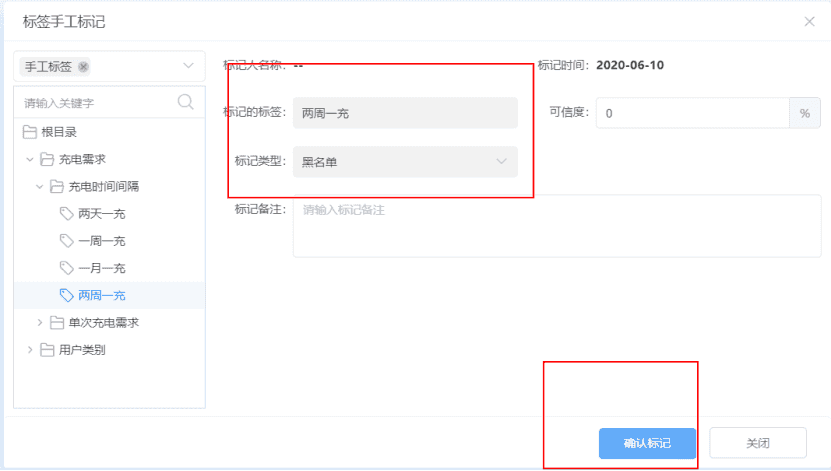 标签手工标记
手工标签
标记人名称： --
标记时间： 2020-06-10
请输入关键字
标记的标签： 两周一充
可信度： 0 %
根目录
充电需求
标记类型： 黑名单
充电时间间隔
标记备注： 请输入标记备注
两天一充
一周一充
一月一充
两周一充
单次充电需求
用户类别
确认标记
关闭